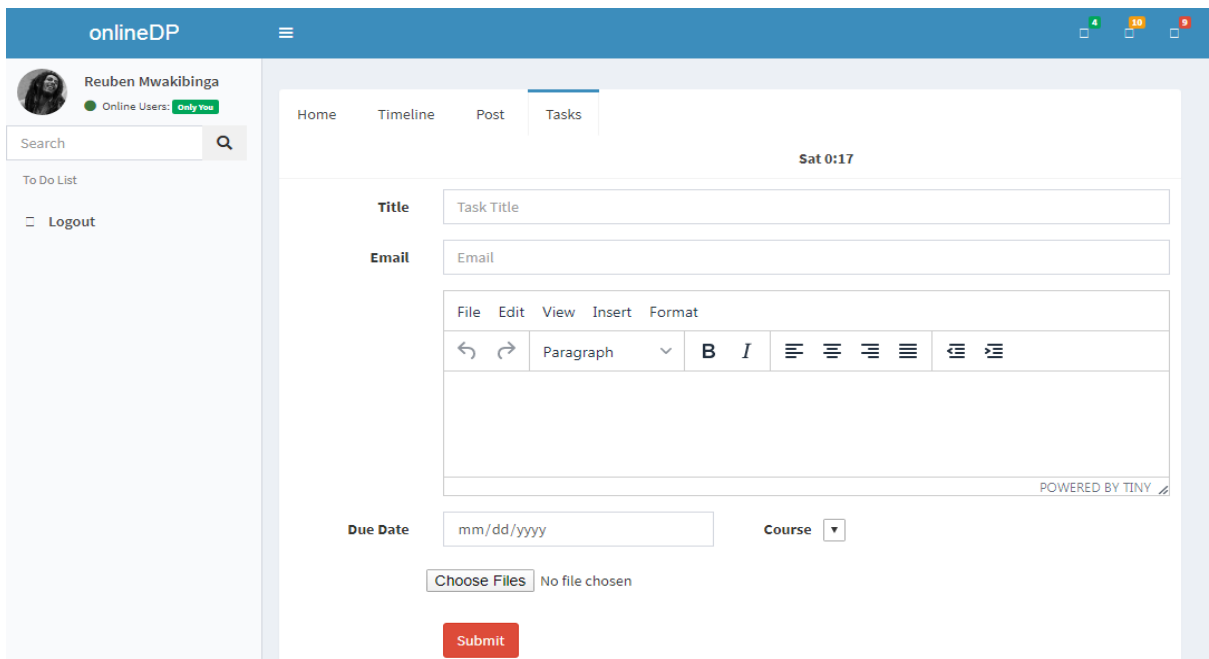 onlineDP
4 10 9
Reuben Mwakibinga
Online Users: Only You
Search
To Do List
Logout
Home Timeline Post Tasks
Sat 0:17
Title Task Title
Email Email
File Edit View Insert Format
Paragraph B I
POWERED BY TINY
Due Date mm/dd/yyyy Course
Choose Files No file chosen
Submit